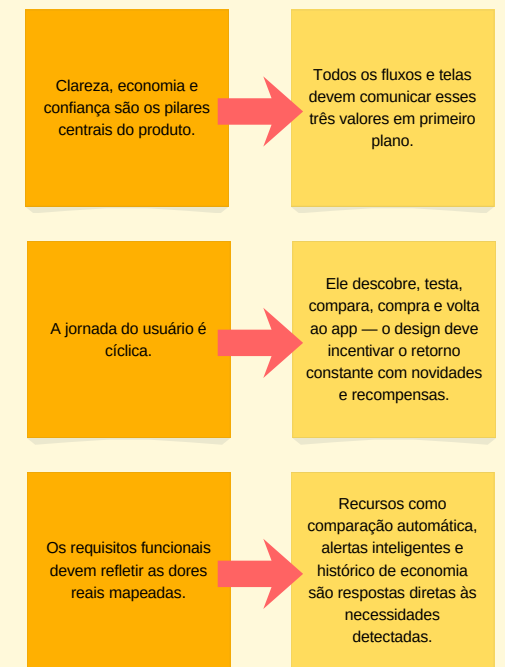 Clareza, economia e
confiança são os pilares
centrais do produto.
Todos os fluxos e telas
devem comunicar esses
três valores em primeiro
plano.
A jornada do usuário é
cíclica.
Ele descobre, testa,
compara, compra e volta
ao app — o design deve
incentivar o retorno
constante com novidades
e recompensas.
Os requisitos funcionais
devem refletir as dores
reais mapeadas.
Recursos como
comparação automática,
alertas inteligentes e
histórico de economia
são respostas diretas às
necessidades
detectadas.